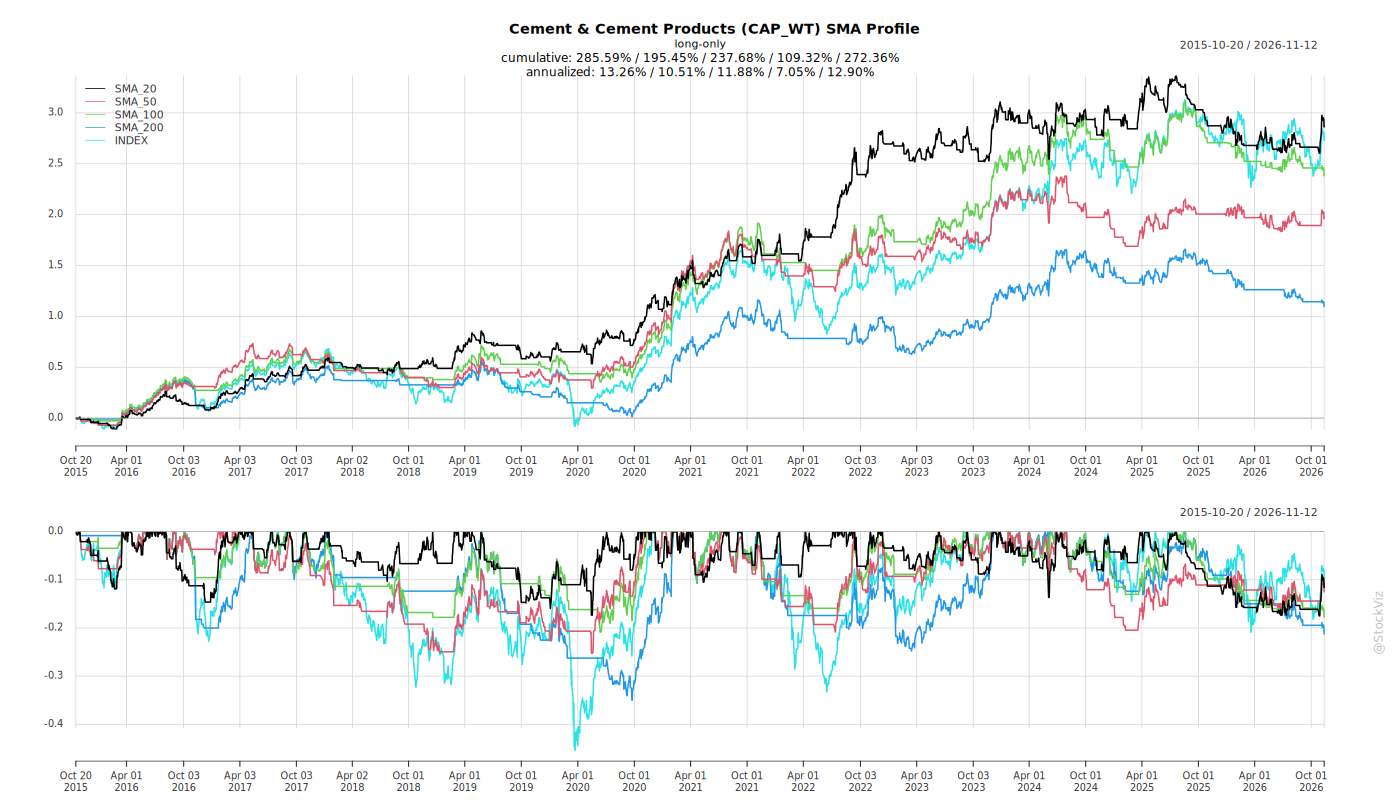 Cement & Cement Products (CAP_WT) SMA Profile
long-only
2015-10-20 / 2026-11-12
cumulative: 285.59% / 195.45% / 237.68% / 109.32% / 272.36%
annualized: 13.26% / 10.51% / 11.88% / 7.05% / 12.90%
SMA_20
SMA_50
SMA_100
SMA_200
INDEX
3.0
2.5
2.0
1.5
1.0
0.5
0.0
Oct 20 Apr 01 Oct 03 Apr 03 Oct 03 Apr 02 Oct 01 Apr 01 Oct 01 Apr 01 Oct 01 Apr 01 Oct 01 Apr 01 Oct 03 Apr 03 Oct 03 Apr 01 Oct 01 Apr 01 Oct 01 Apr 01 Oct 01
2015 2016 2016 2017 2017 2018 2018 2019 2019 2020 2020 2021 2021 2022 2022 2023 2023 2024 2024 2025 2025 2026 2026
2015-10-20 / 2026-11-12
0.0
-0.1
-0.2
-0.3
-0.4
Oct 20 Apr 01 Oct 03 Apr 03 Oct 03 Apr 02 Oct 01 Apr 01 Oct 01 Apr 01 Oct 01 Apr 01 Oct 01 Apr 01 Oct 03 Apr 03 Oct 03 Apr 01 Oct 01 Apr 01 Oct 01 Apr 01 Oct 01
2015 2016 2016 2017 2017 2018 2018 2019 2019 2020 2020 2021 2021 2022 2022 2023 2023 2024 2024 2025 2025 2026 2026
@StockViz